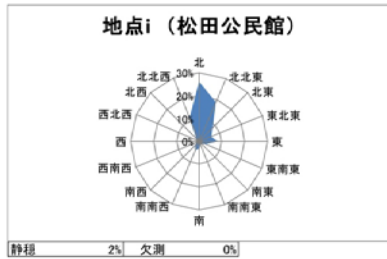 地点i （松田公民館）
北
北北西 30% 北北東
北西 20% 北東
西北西 10% 東北東
西 0% 東
西南西 東南東
南西 南東
南南西 南南東
南
静穏 2% 欠測 0%